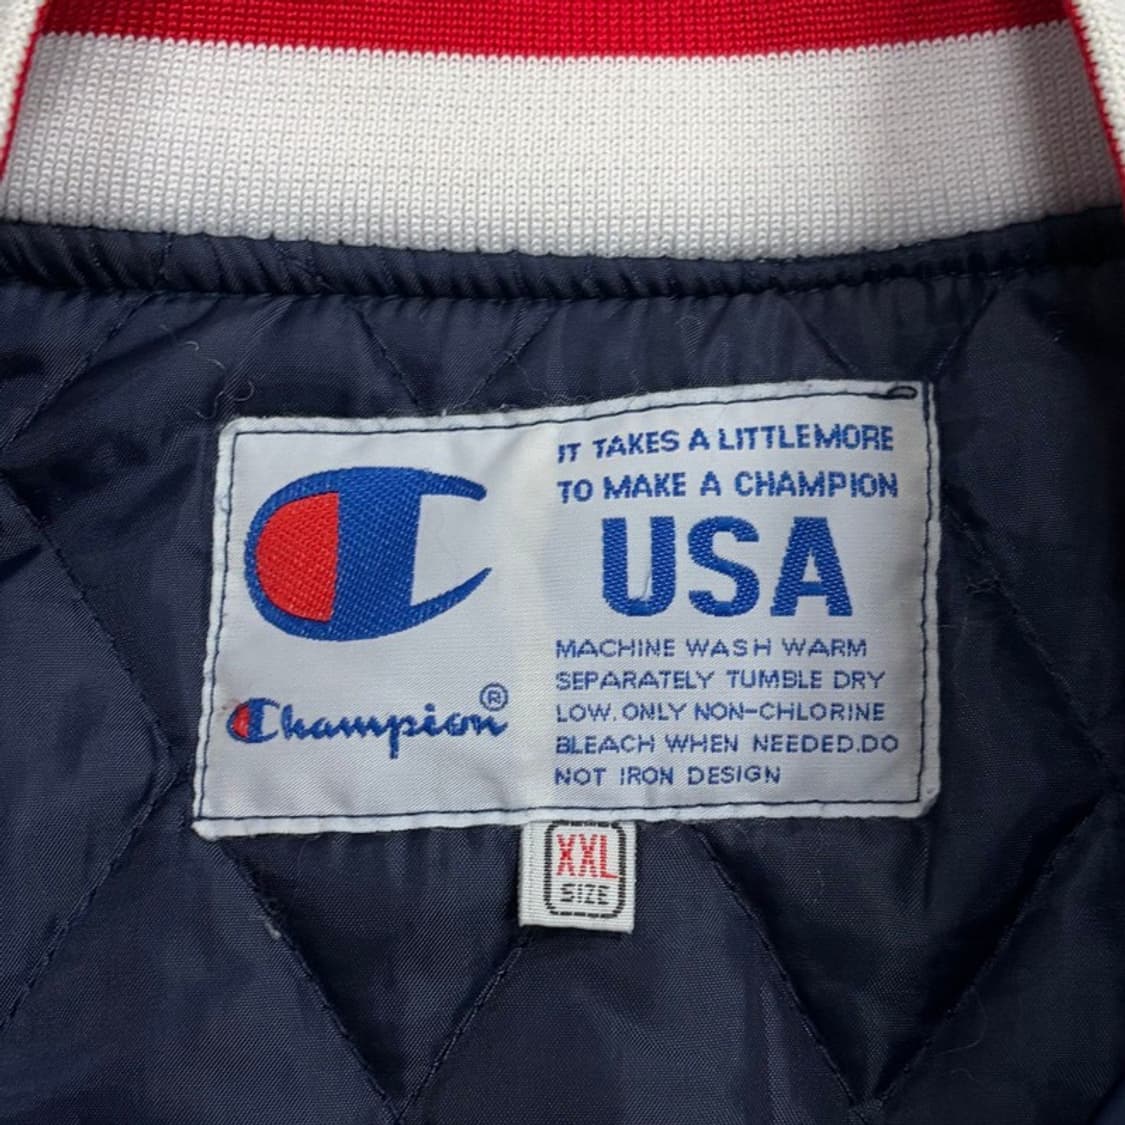 IT TAKES A LITTLEMORE
TO MAKE A CHAMPION
USA
Champion®
MACHINE WASH WARM
SEPARATELY TUMBLE DRY
LOW.ONLY NON-CHLORINE
BLEACH WHEN NEEDED.DO
NOT IRON DESIGN
XXL
SIZE